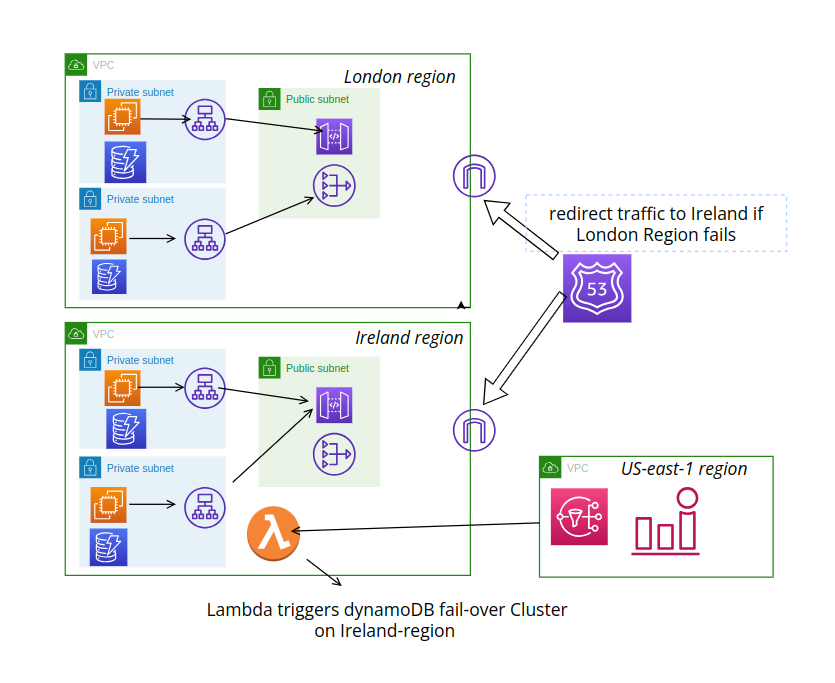 VPC
London region
Private subnet
Public subnet
Private subnet
redirect traffic to Ireland if
London Region fails
53
VPC
Ireland region
Private subnet
Public subnet
Private subnet
VPC
US-east-1 region
Lambda triggers dynamoDB fail-over Cluster
on Ireland-region